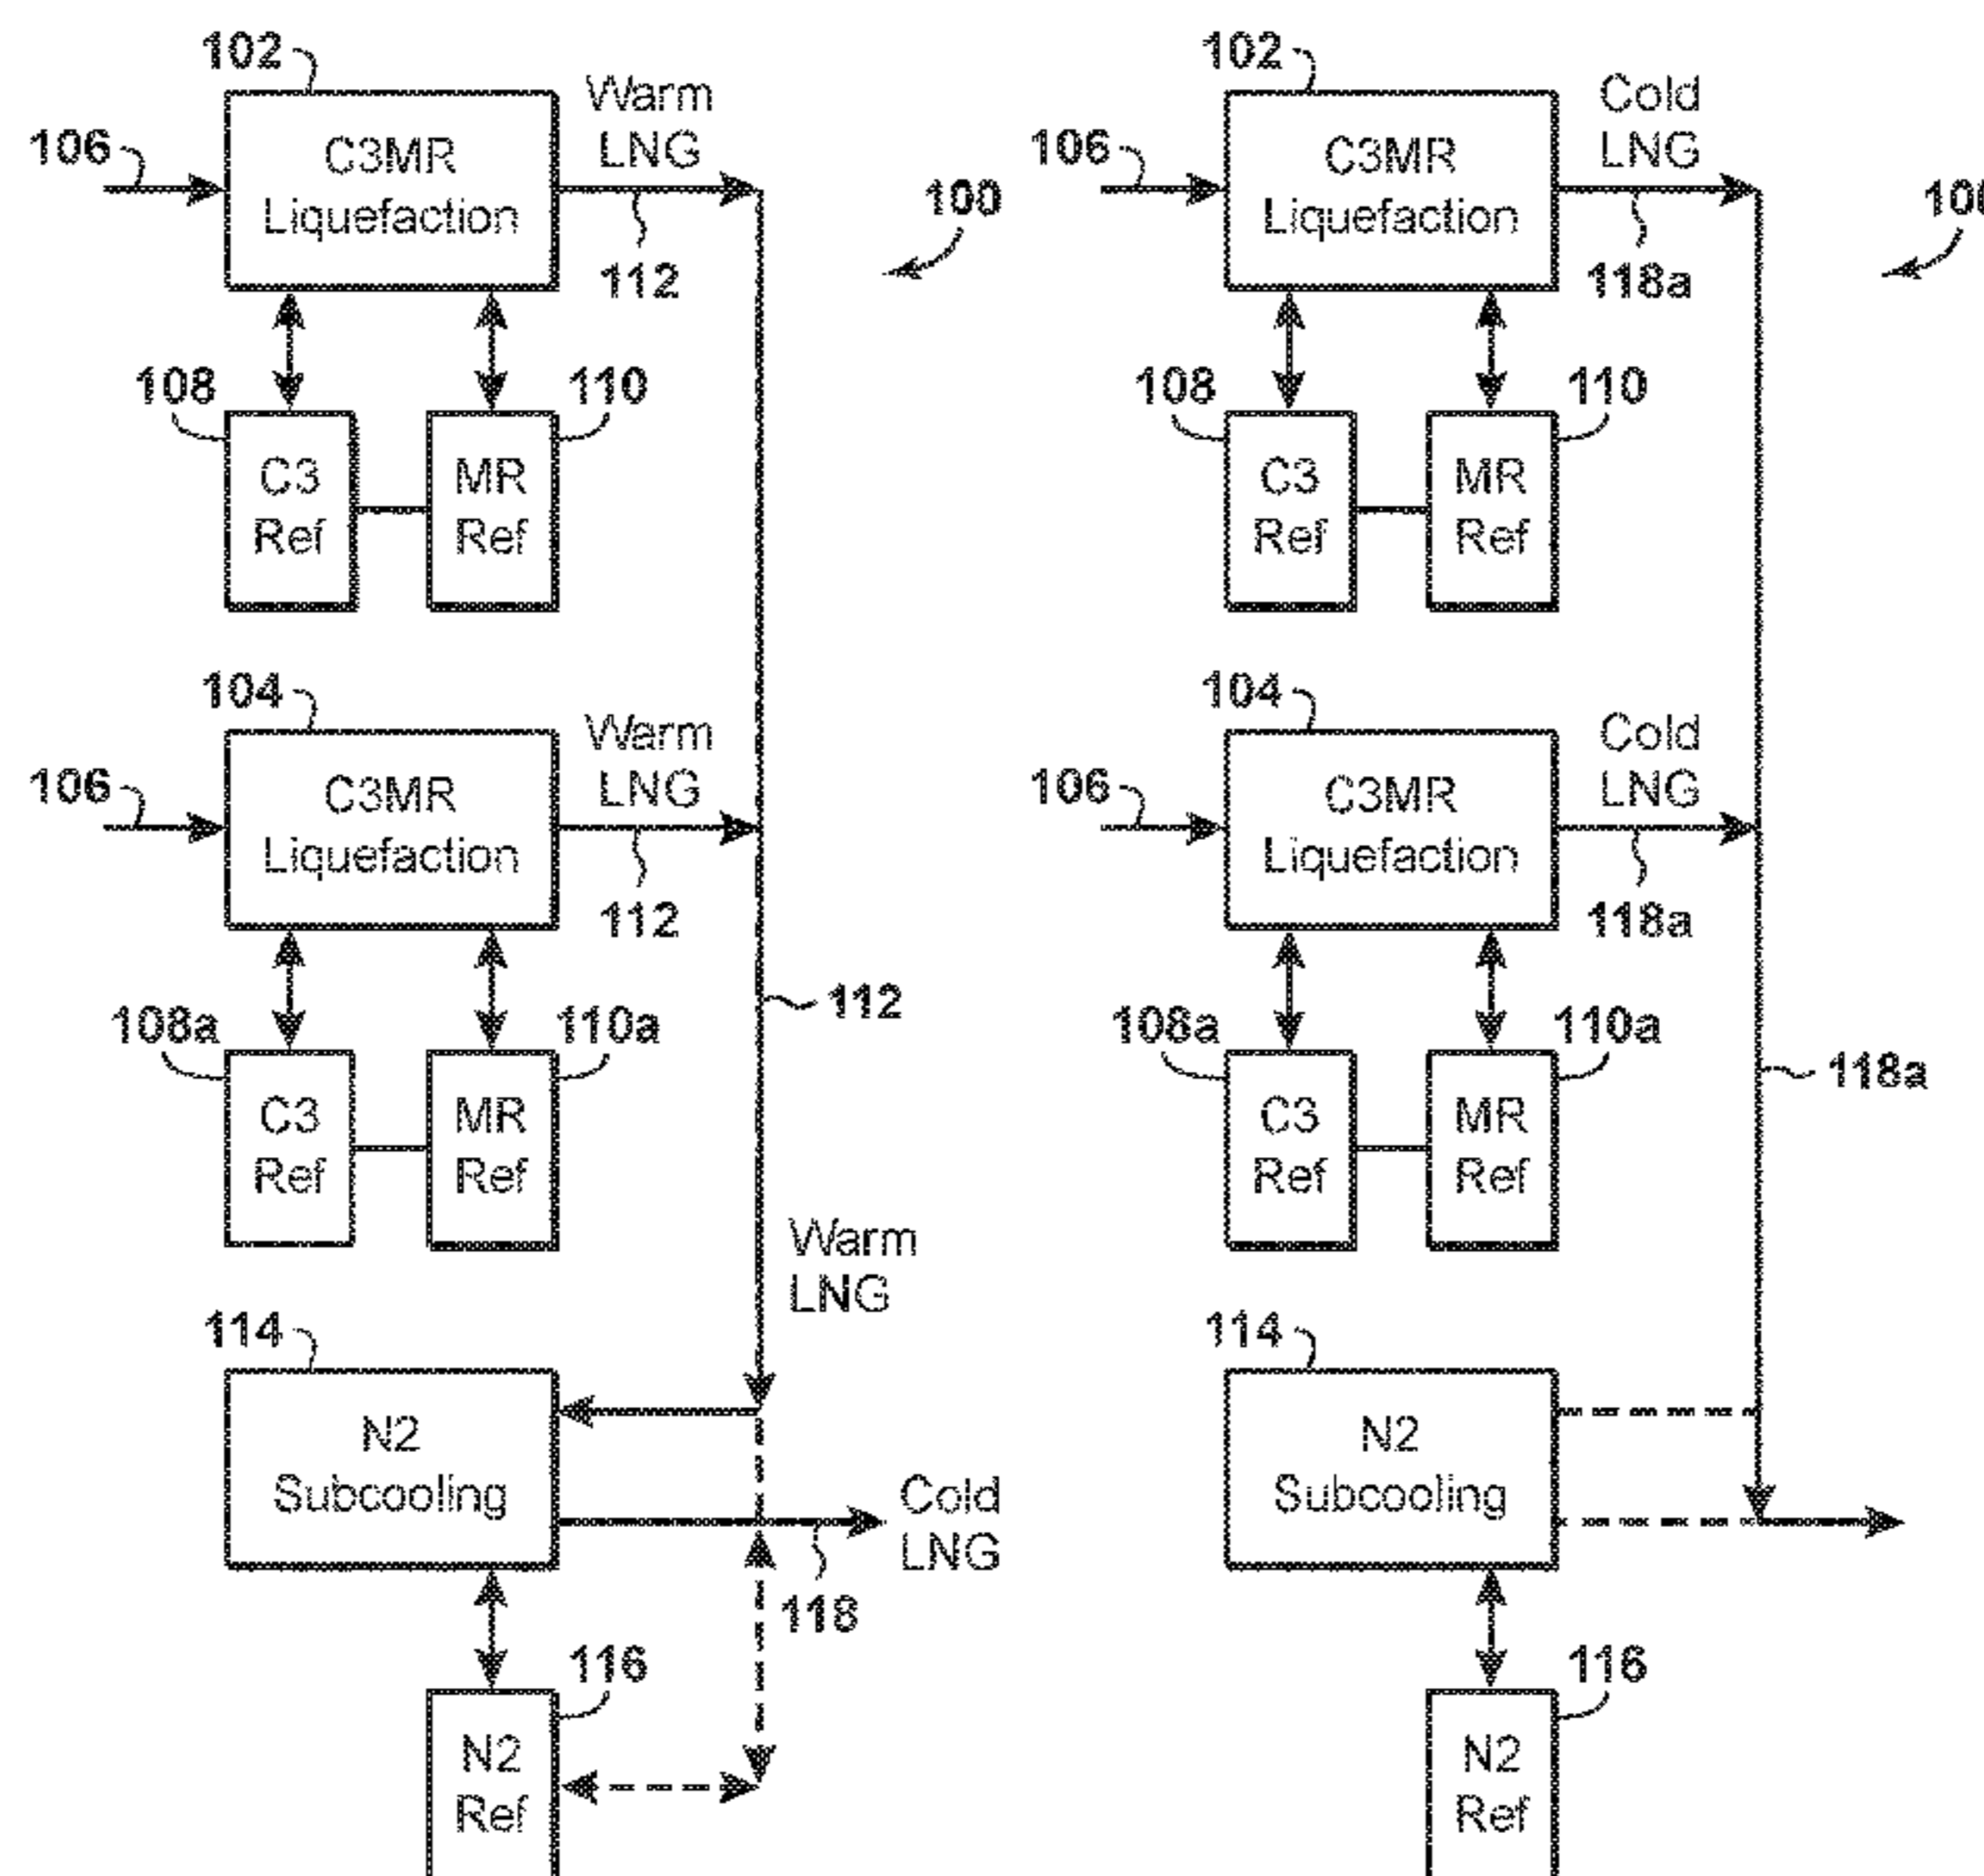 102
Warm
LNG
106
C3MR
Liquefaction
112
100
108
110
C3
Ref
MR
Ref
104
Warm
LNG
106
C3MR
Liquefaction
112
112
108a
110a
C3
Ref
MR
Ref
Warm
LNG
114
N2
Subcooling
Cold
LNG
118
116
N2
Ref
102
Cold
LNG
106
C3MR
Liquefaction
118a
108
110
C3
Ref
MR
Ref
104
Cold
LNG
106
C3MR
Liquefaction
118a
118a
108a
110a
C3
Ref
MR
Ref
114
N2
Subcooling
116
N2
Ref